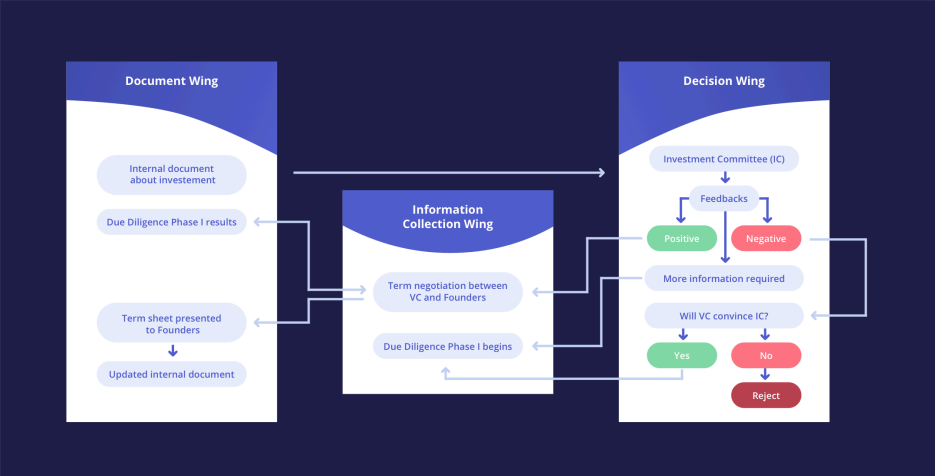 Document Wing
Internal document
about investement
Due Diligence Phase I results
Term sheet presented
to Founders
Updated internal document
Information
Collection Wing
Term negotiation between
VC and Founders
Due Diligence Phase I begins
Decision Wing
Investment Committee (IC)
Feedbacks
Positive
Negative
More information required
Will VC convince IC?
Yes
No
Reject